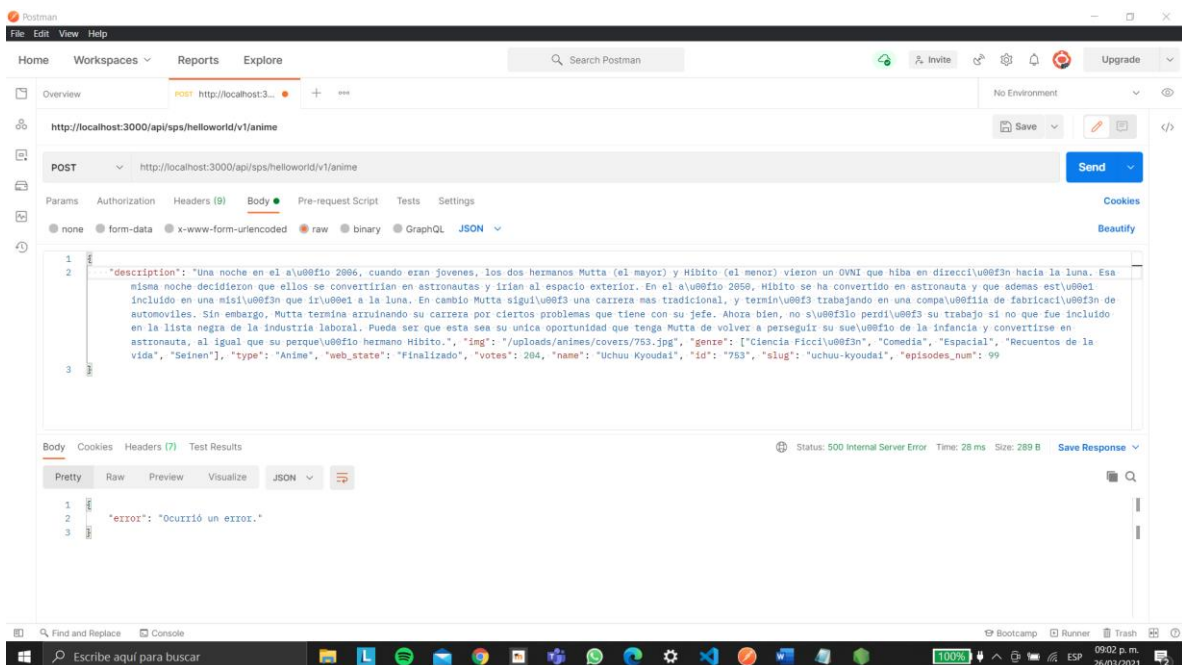 Postman
File Edit View Help
Home Workspaces Reports Explore Search Postman Invite Upgrade
Overview POST http://localhost:3... + ooo No Environment
http://localhost:3000/api/sps/helloworld/v1/anime Save
POST http://localhost:3000/api/sps/helloworld/v1/anime Send
Params Authorization Headers (9) Body Pre-request Script Tests Settings Cookies
none form-data x-www-form-urlencoded raw binary GraphQL JSON Beautify
1 {
2 "description": "Una noche en el a\u00f1o 2006, cuando eran jovenes, los dos hermanos Mutta (el mayor) y Hibito (el menor) vieron un OVNI que hiba en direcci\u00f3n hacia la luna. Esa
misma noche decidieron que ellos se convertirian en astronautas y irian al espacio exterior. En el a\u00f1o 2050, Hibito se ha convertido en astronauta y que ademas est\u00e1
incluido en una misi\u00f3n que ir\u00e1 a la luna. En cambio Mutta sigui\u00f3 una carrera mas tradicional, y termin\u00f3 trabajando en una compa\u00f1ia de fabricaci\u00f3n de
automoviles. Sin embargo, Mutta termina arruinando su carrera por ciertos problemas que tiene con su jefe. Ahora bien, no s\u00f3lo perdi\u00f3 su trabajo si no que fue incluido
en la lista negra de la industria laboral. Pueda ser que esta sea su unica oportunidad que tenga Mutta de volver a perseguir su sue\u00f1o de la infancia y convertirse en
astronauta, al igual que su perque\u00f1o hermano Hibito.", "img": "/uploads/animes/covers/753.jpg", "genre": ["Ciencia Ficci\u00f3n", "Comedia", "Espacial", "Recuentos de la
vida", "Seinen"], "type": "Anime", "web_state": "Finalizado", "votes": 204, "name": "Uchuu Kyoudai", "id": "753", "slug": "uchuu-kyoudai", "episodes_num": 99
3 }
Body Cookies Headers (7) Test Results Status: 500 Internal Server Error Time: 28 ms Size: 289 B Save Response
Pretty Raw Preview Visualize JSON
1 {
2 "error": "Ocurrió un error."
3 }
Find and Replace Console Bootcamp Runner Trash
Escribe aquí para buscar 100% ESP 09:02 p. m.
26/03/2021